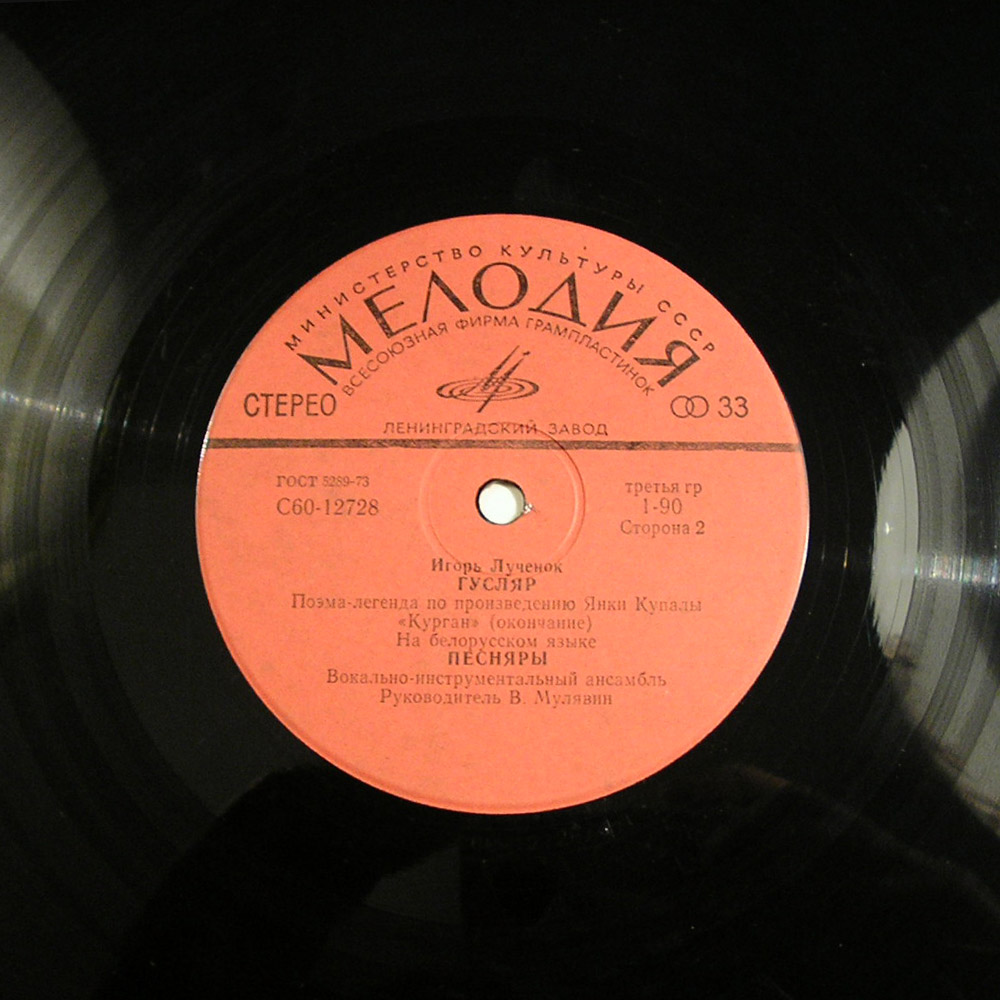 МИНИСТЕРСТВО КУЛЬТУРЫ СССР
МЕЛОДИЯ
ВСЕСОЮЗНАЯ ФИРМА ГРАМПЛАСТИНОК
СТЕРЕО
33
ЛЕНИНГРАДСКИЙ ЗАВОД
ГОСТ 5289-73
С60-12728
третья гр
1-90
Сторона 2
Игорь Лученок
ГУСЛЯР
Поэма-легенда по произведению Янки Купалы
«Курган» (окончание)
На белорусском языке
ПЕСНЯРЫ
Вокально-инструментальный ансамбль
Руководитель В. Мулявин